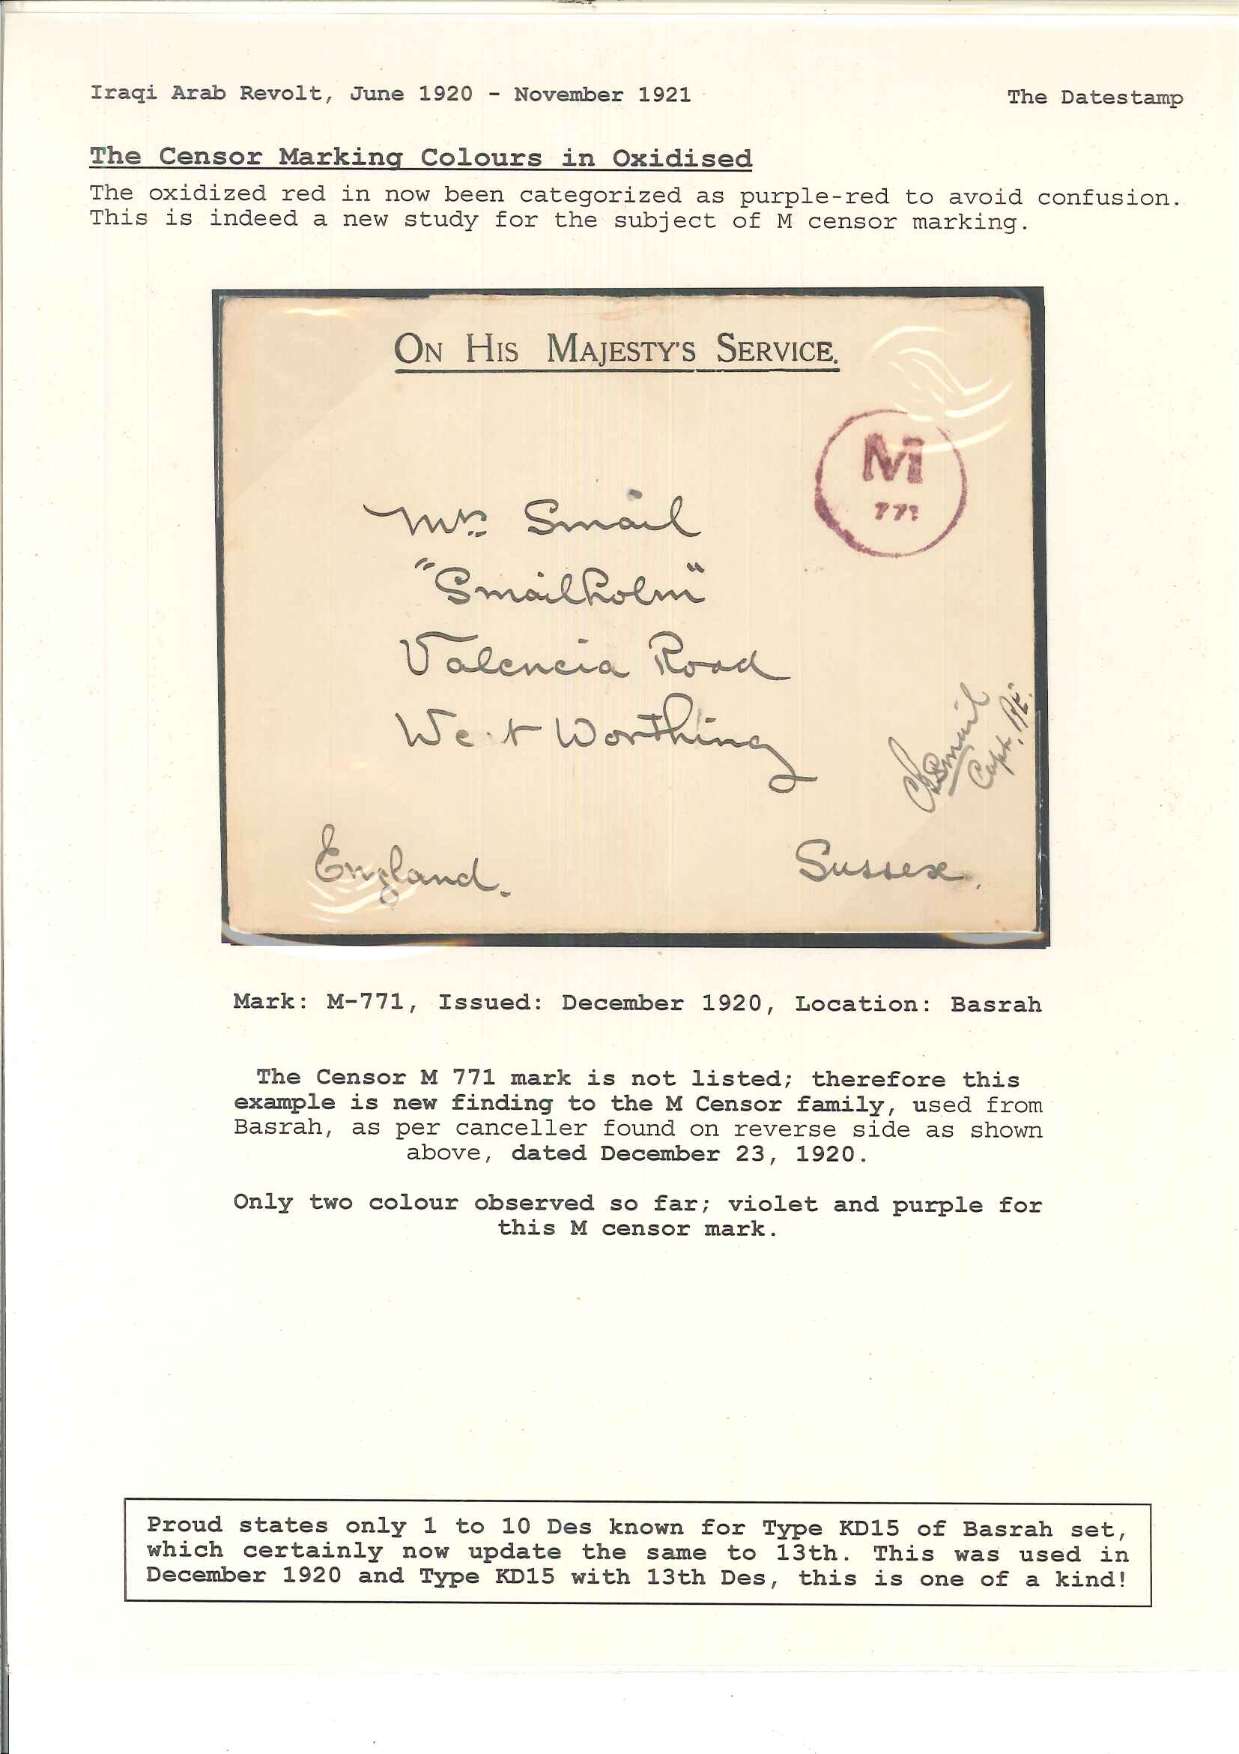 Iraqi Arab Revolt, June 1920 - November 1921
The Datestamp
The Censor Marking Colours in Oxidised
The oxidized red in now been categorized as purple-red to avoid confusion.
This is indeed a new study for the subject of M censor marking.
ON HIS MAJESTY'S SERVICE.
M
771
Mrs Smail
"Smailholm"
Valencia Road
West Worthing
Smail
Capt. RE.
England.
Sussex.
Mark: M-771, Issued: December 1920, Location: Basrah
The Censor M 771 mark is not listed; therefore this
example is new finding to the M Censor family, used from
Basrah, as per canceller found on reverse side as shown
above, dated December 23, 1920.
Only two colour observed so far; violet and purple for
this M censor mark.
Proud states only 1 to 10 Des known for Type KD15 of Basrah set,
which certainly now update the same to 13th. This was used in
December 1920 and Type KD15 with 13th Des, this is one of a kind!